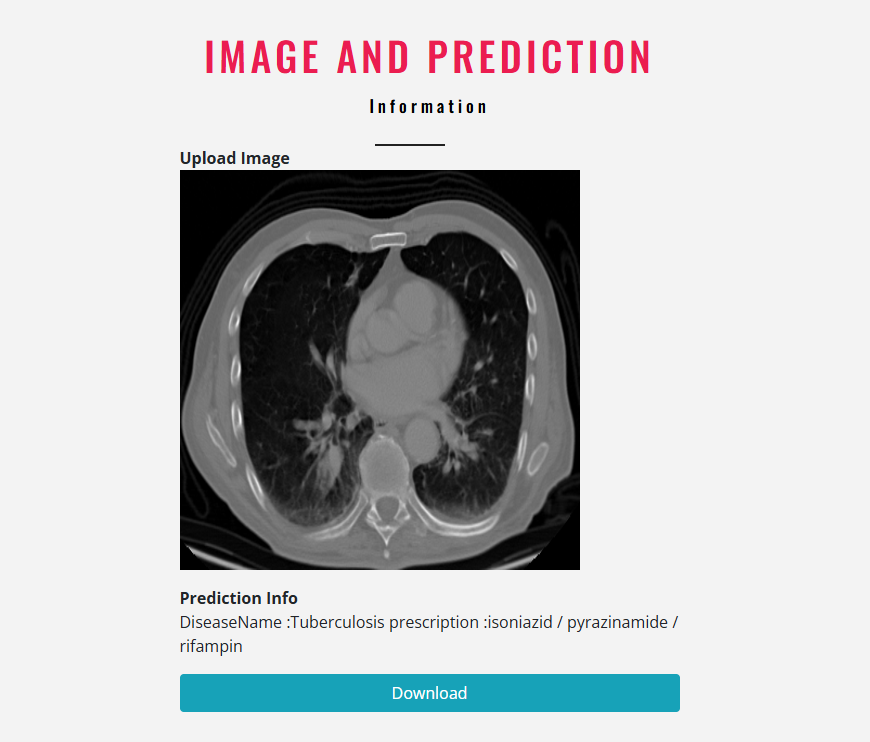 IMAGE AND PREDICTION
Information
Upload Image
Prediction Info
DiseaseName :Tuberculosis prescription :isoniazid / pyrazinamide /
rifampin
Download